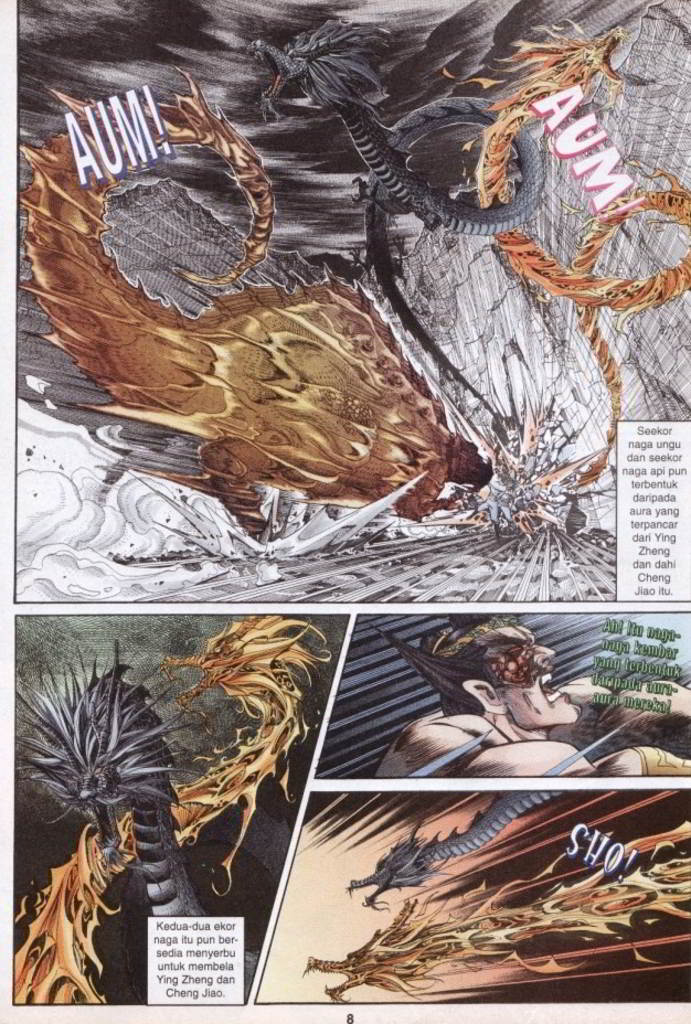 AUM!
AUM!
Seekor
naga ungu
dan seekor
naga api pun
terbentuk
daripada
aura yang
terpancar
dari Ying
Zheng
dan dahi
Cheng
Jiao itu.
Ah! Itu naga-
naga kembar
yang terbentuk
daripada aura-
aura mereka!
Kedua-dua ekor
naga itu pun ber-
sedia menyerbu
untuk membela
Ying Zheng dan
Cheng Jiao.
SHO!
8